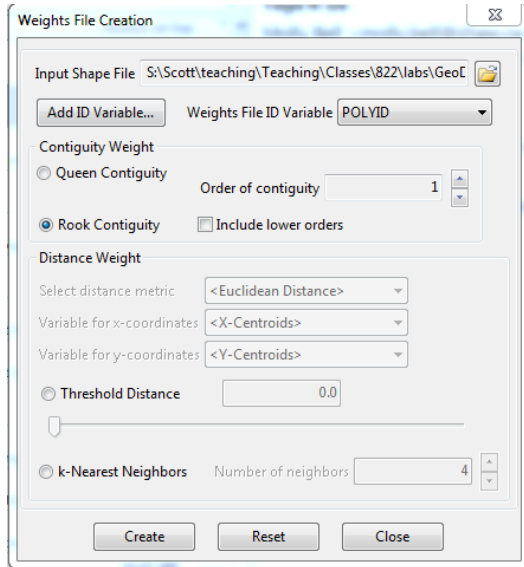 Weights File Creation
Input Shape File S:\Scott\teaching\Teaching\Classes\822\labs\GeoD
Add ID Variable... Weights File ID Variable POLYID
Contiguity Weight
Queen Contiguity
Order of contiguity 1
Rook Contiguity Include lower orders
Distance Weight
Select distance metric <Euclidean Distance>
Variable for x-coordinates <X-Centroids>
Variable for y-coordinates <Y-Centroids>
Threshold Distance 0.0
k-Nearest Neighbors Number of neighbors 4
Create Reset Close